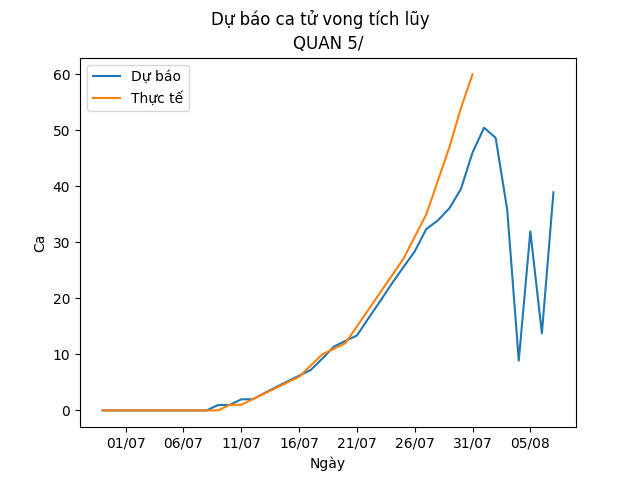 Dự báo ca tử vong tích lũy
QUAN 5/
Dự báo
Thực tế
60
50
40
30
20
10
0
Ca
01/07 06/07 11/07 16/07 21/07 26/07 31/07 05/08
Ngày